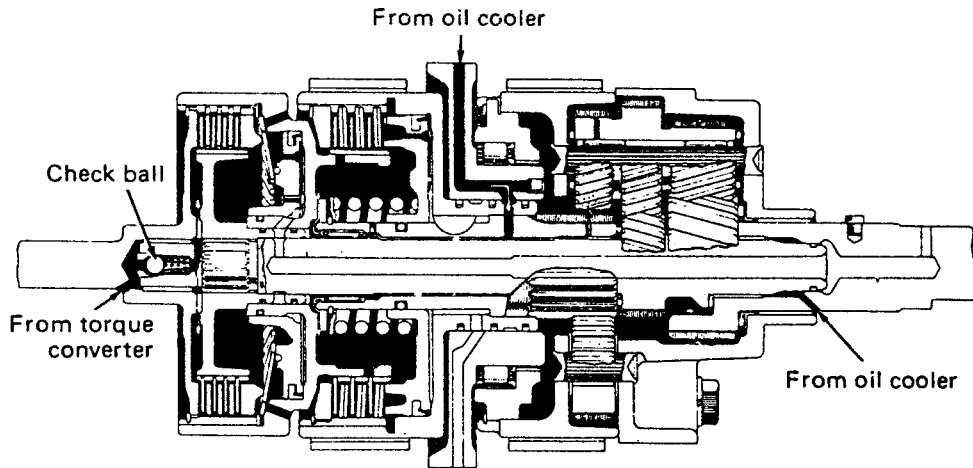 From oil cooler
Check ball
From torque
converter
From oil cooler